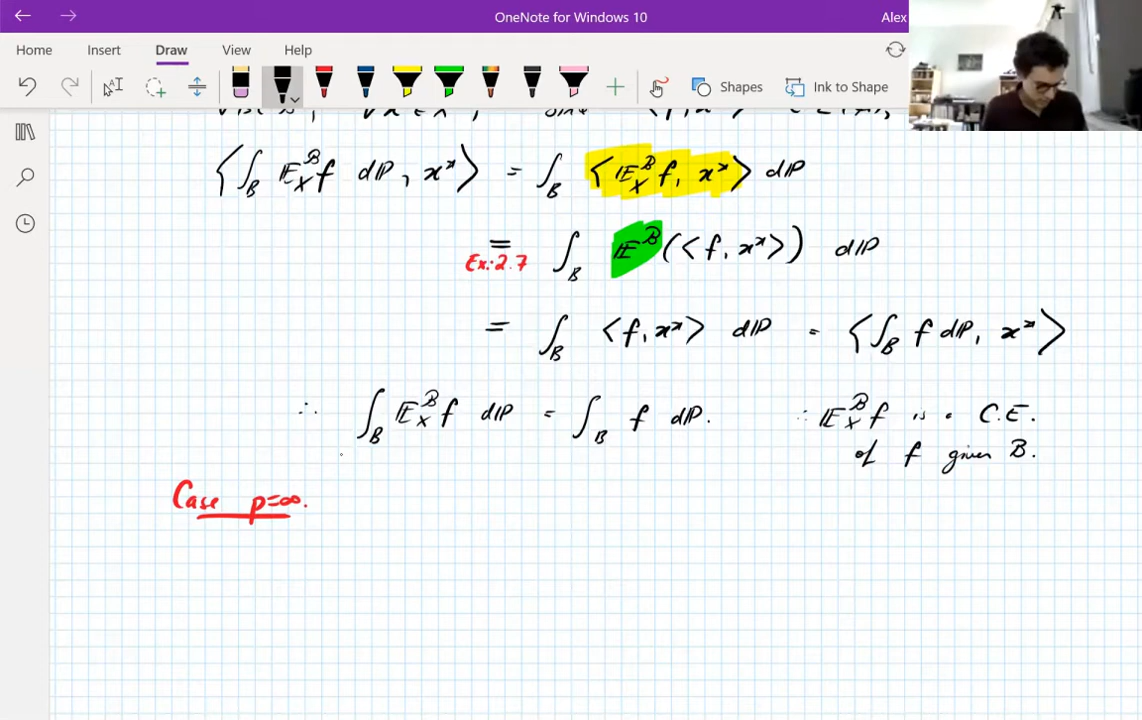 OneNote for Windows 10
Alex
Home Insert Draw View Help
Shapes Ink to Shape
⟨∫_B 𝔼_X^ℬ f dℙ, x*⟩ = ∫_B ⟨𝔼_X^ℬ f, x*⟩ dℙ
= ∫_B 𝔼^ℬ(⟨f, x*⟩) dℙ
Ex: 2.7
= ∫_B ⟨f, x*⟩ dℙ = ⟨∫_B f dℙ, x*⟩
∴ ∫_B 𝔼_X^ℬ f dℙ = ∫_B f dℙ. ∴ 𝔼_X^ℬ f is a C.E.
of f given ℬ.
Case p=∞.